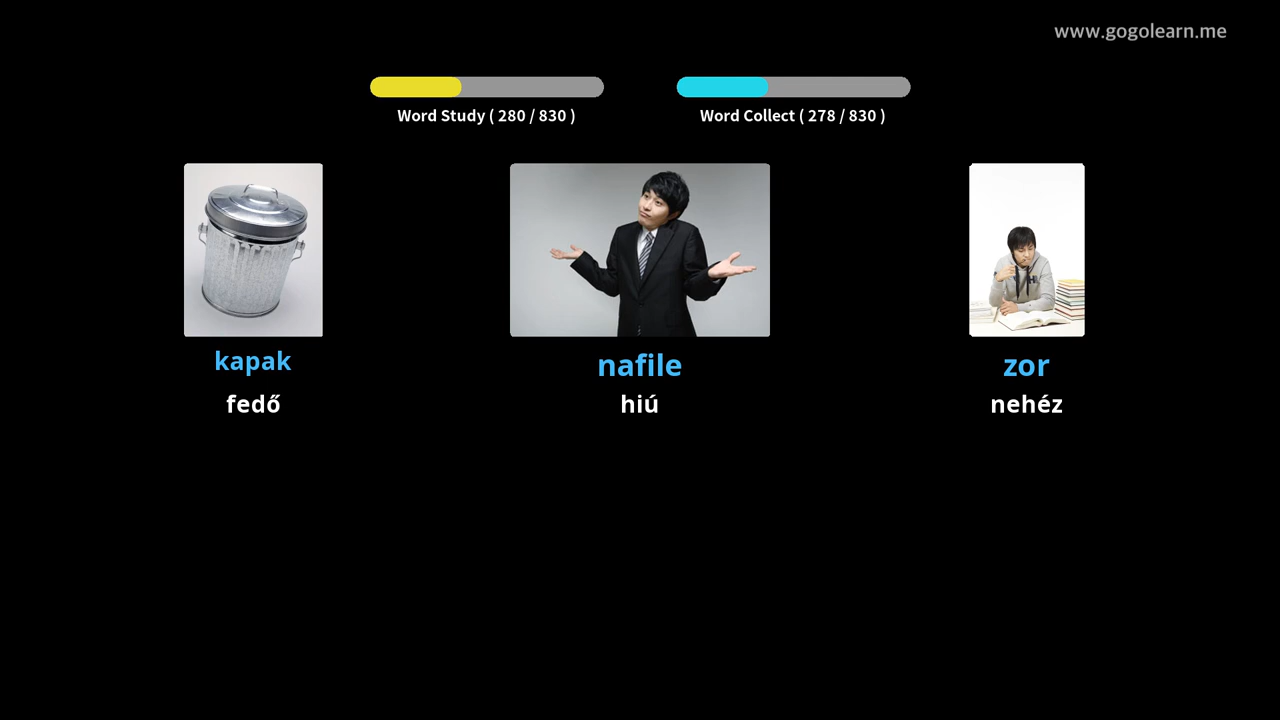 www.gogolearn.me
Word Study ( 280 / 830 )
Word Collect ( 278 / 830 )
kapak
fedő
nafile
hiú
zor
nehéz